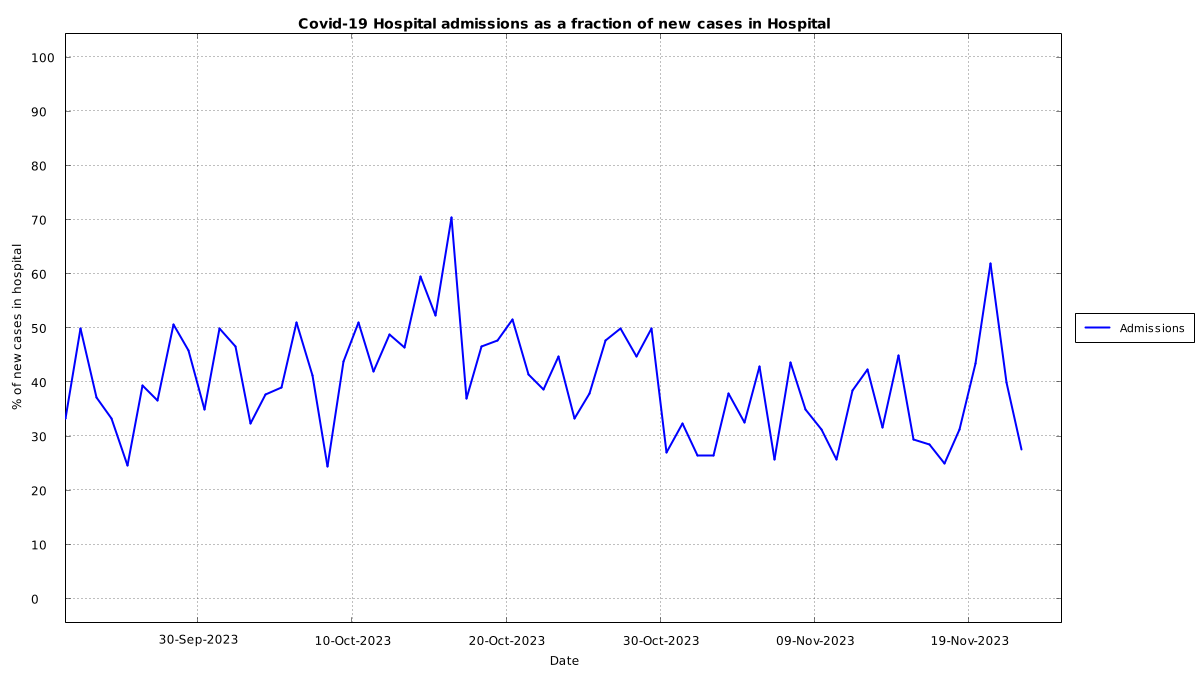 Covid-19 Hospital admissions as a fraction of new cases in Hospital
% of new cases in hospital
100
90
80
70
60
50
40
30
20
10
0
30-Sep-2023
10-Oct-2023
20-Oct-2023
30-Oct-2023
09-Nov-2023
19-Nov-2023
Date
Admissions